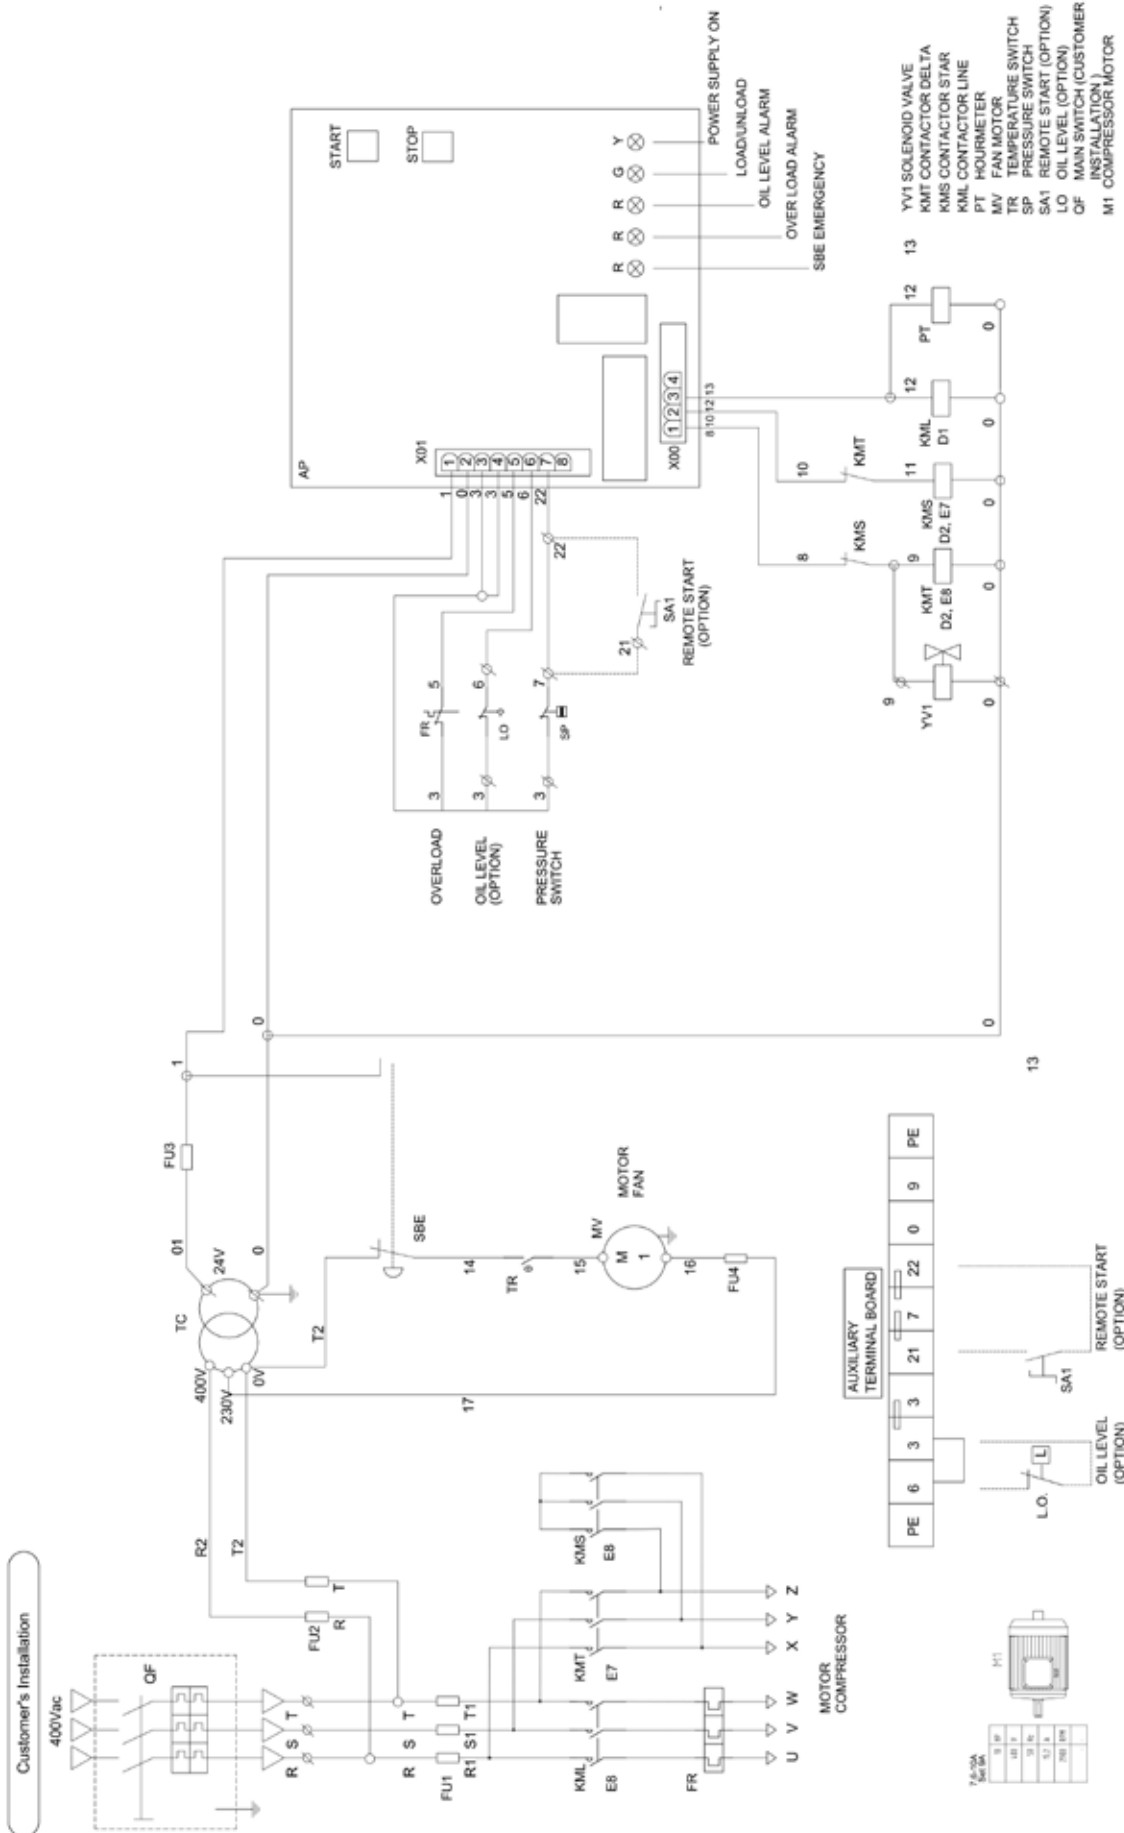 Customer's Installation
400Vac
QF
R S T
R S T
FU1
R1 S1 T1
KML
E8
FR
U V W
KMT
E7
X Y Z
KMS
E8
MOTOR
COMPRESSOR
FU2
R
T
R2
T2
400V
230V
0V
TC
24V
01
FU3
1
0
0
T2
SBE
14
TR
15
MV
M
1
MOTOR
FAN
16
FU4
17
OVERLOAD
OIL LEVEL
(OPTION)
PRESSURE
SWITCH
3
FR
5
3
LO
6
3
SP
7
22
21
SA1
REMOTE START
(OPTION)
AP
START
STOP
X01
1
2
3
4
5
6
7
8
1
0
3
3
5
6
22
X00
1 2 3 4
8 10 12 13
R R R G Y
POWER SUPPLY ON
LOAD/UNLOAD
OIL LEVEL ALARM
OVER LOAD ALARM
SBE EMERGENCY
8
KMS
9
9
YV1
0
KMT
D2, E8
0
10
KMT
11
KMS
D2, E7
0
12
KML
D1
0
12
PT
0
13
0
13
YV1 SOLENOID VALVE
KMT CONTACTOR DELTA
KMS CONTACTOR STAR
KML CONTACTOR LINE
PT HOURMETER
MV FAN MOTOR
TR TEMPERATURE SWITCH
SP PRESSURE SWITCH
SA1 REMOTE START (OPTION)
LO OIL LEVEL (OPTION)
QF MAIN SWITCH (CUSTOMER
INSTALLATION )
M1 COMPRESSOR MOTOR
AUXILIARY
TERMINAL BOARD
PE 6 3 3 21 7 22 0 9 PE
L.O.
L
OIL LEVEL
(OPTION)
SA1
REMOTE START
(OPTION)
M1